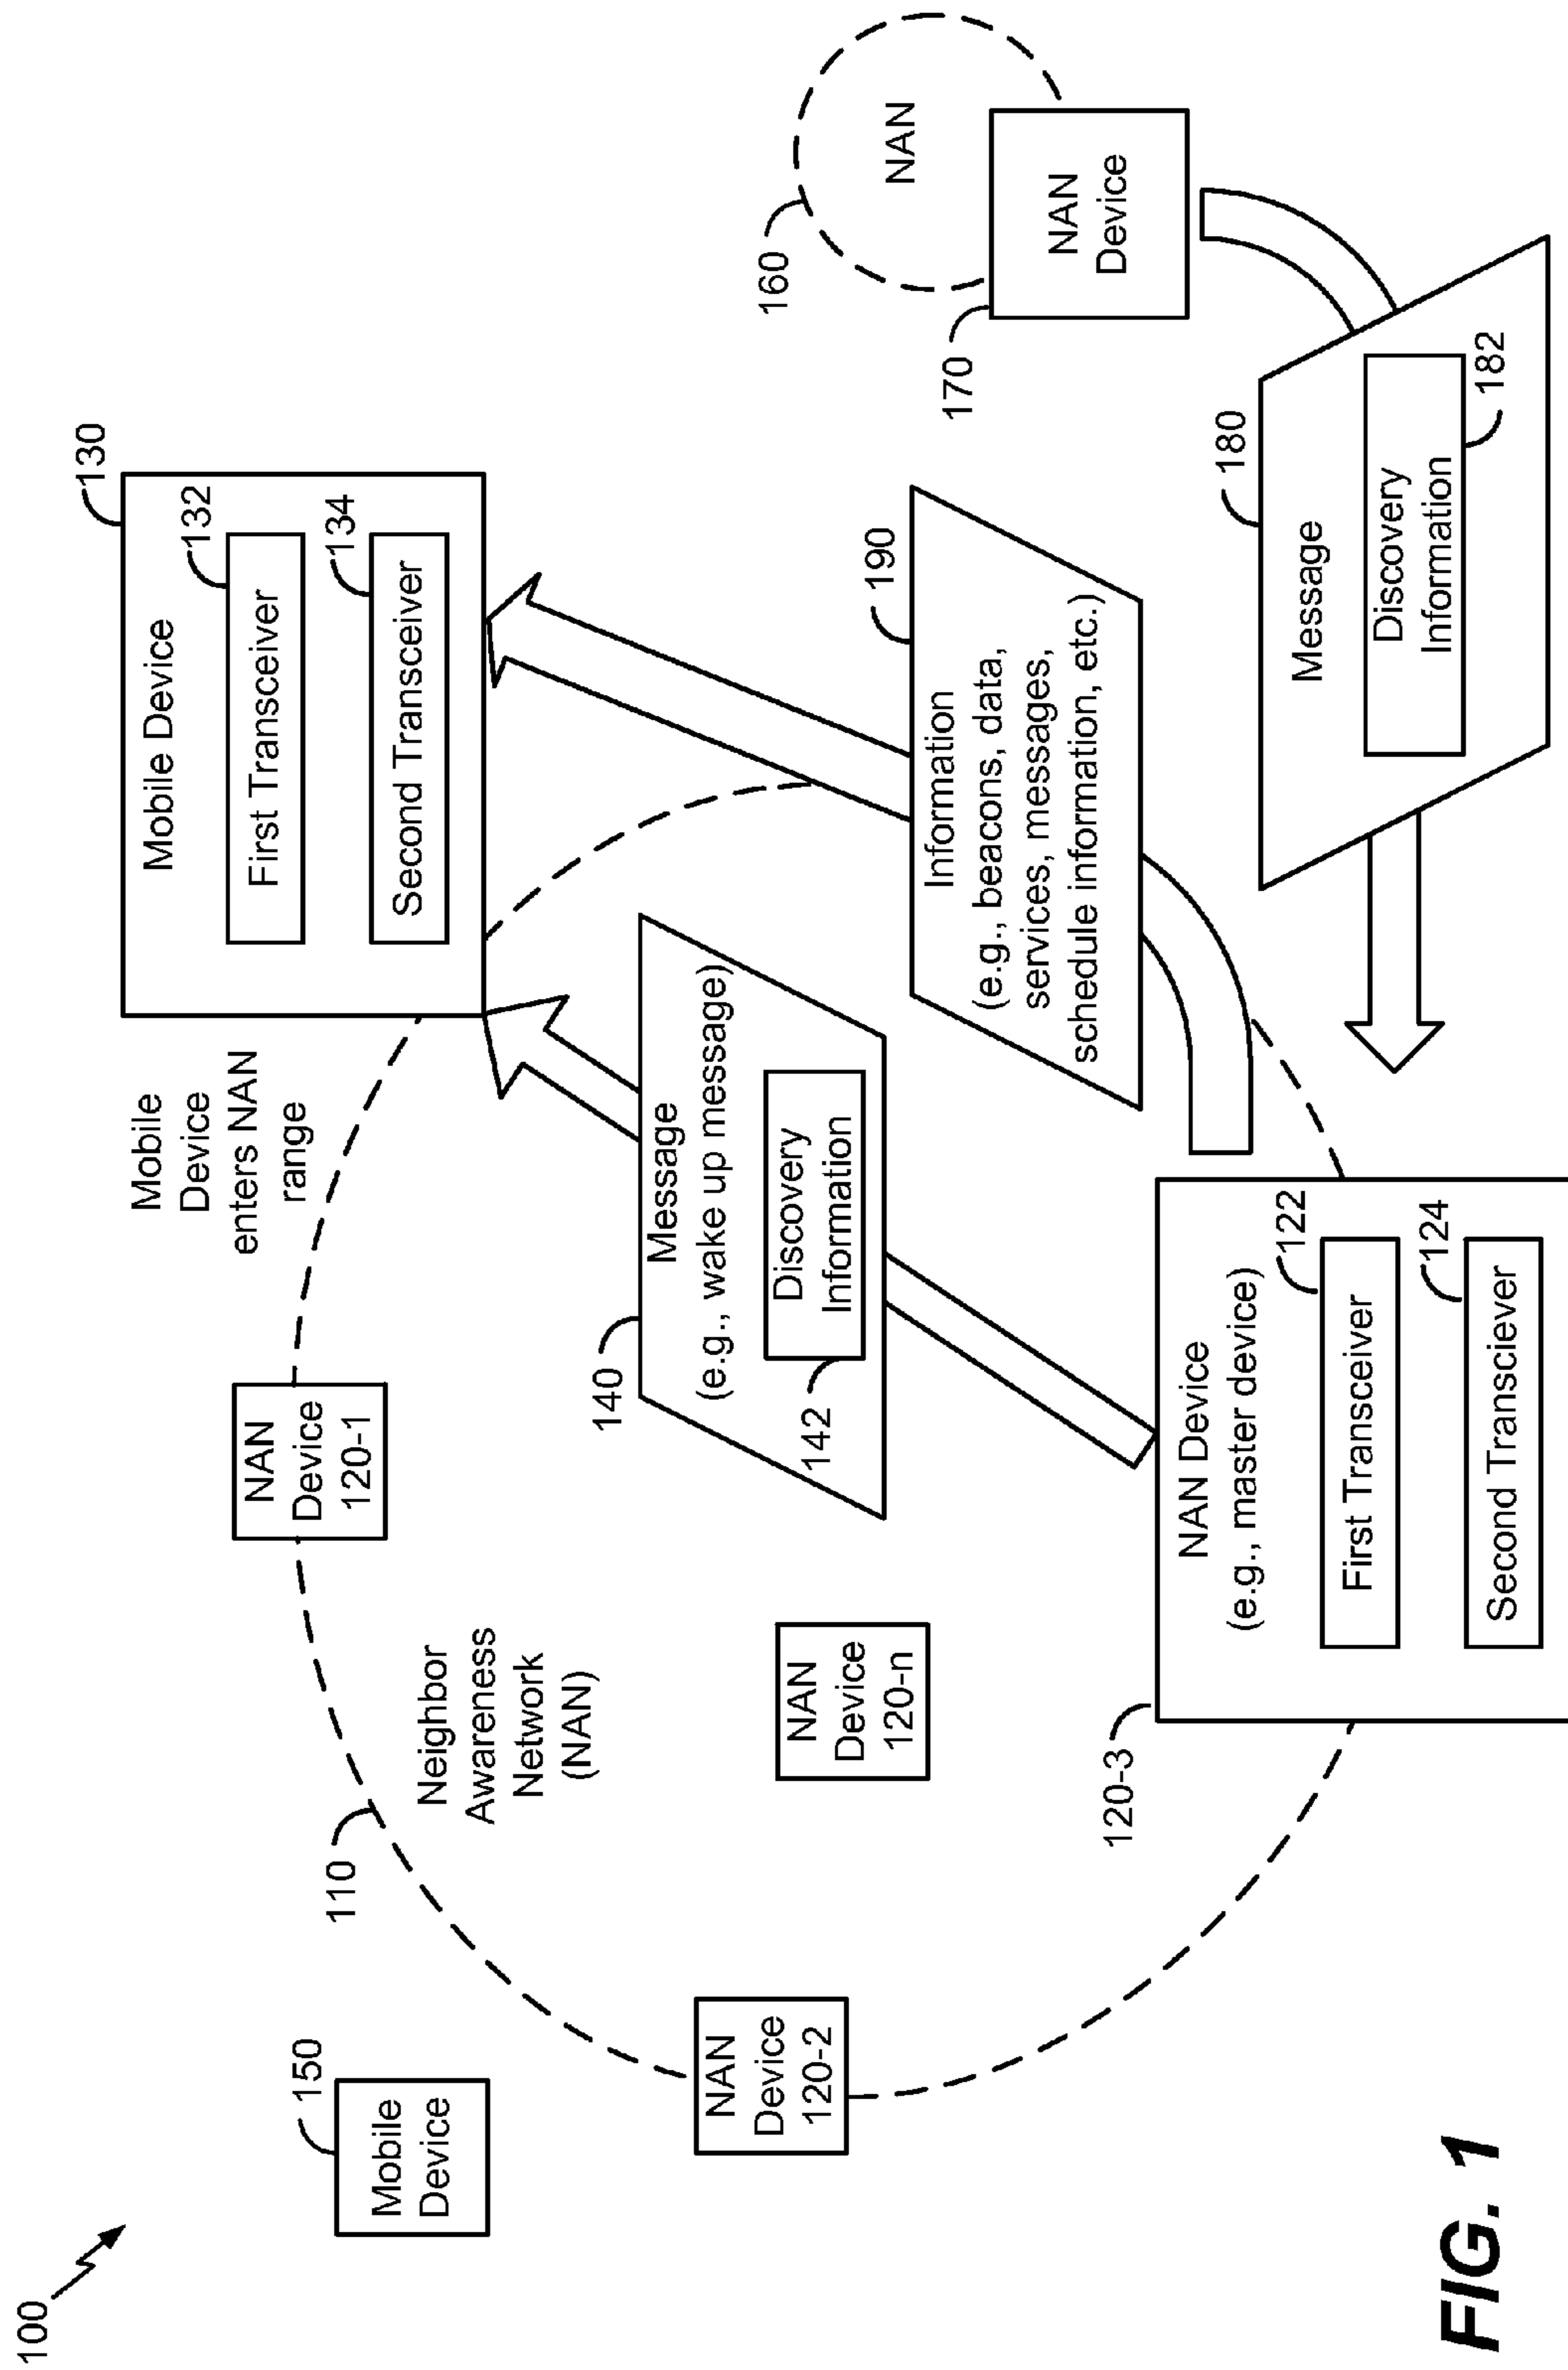 100
150
Mobile
Device
110
Neighbor
Awareness
Network
(NAN)
NAN
Device
120-1
NAN
Device
120-2
NAN
Device
120-n
Mobile
Device
enters NAN
range
130
Mobile Device
132
First Transceiver
134
Second Transceiver
140
Message
(e.g., wake up message)
142
Discovery
Information
190
Information
(e.g., beacons, data,
services, messages,
schedule information, etc.)
120-3
NAN Device
(e.g., master device)
122
First Transceiver
124
Second Transciever
160
NAN
170
NAN
Device
180
Message
Discovery
Information
182
FIG. 1